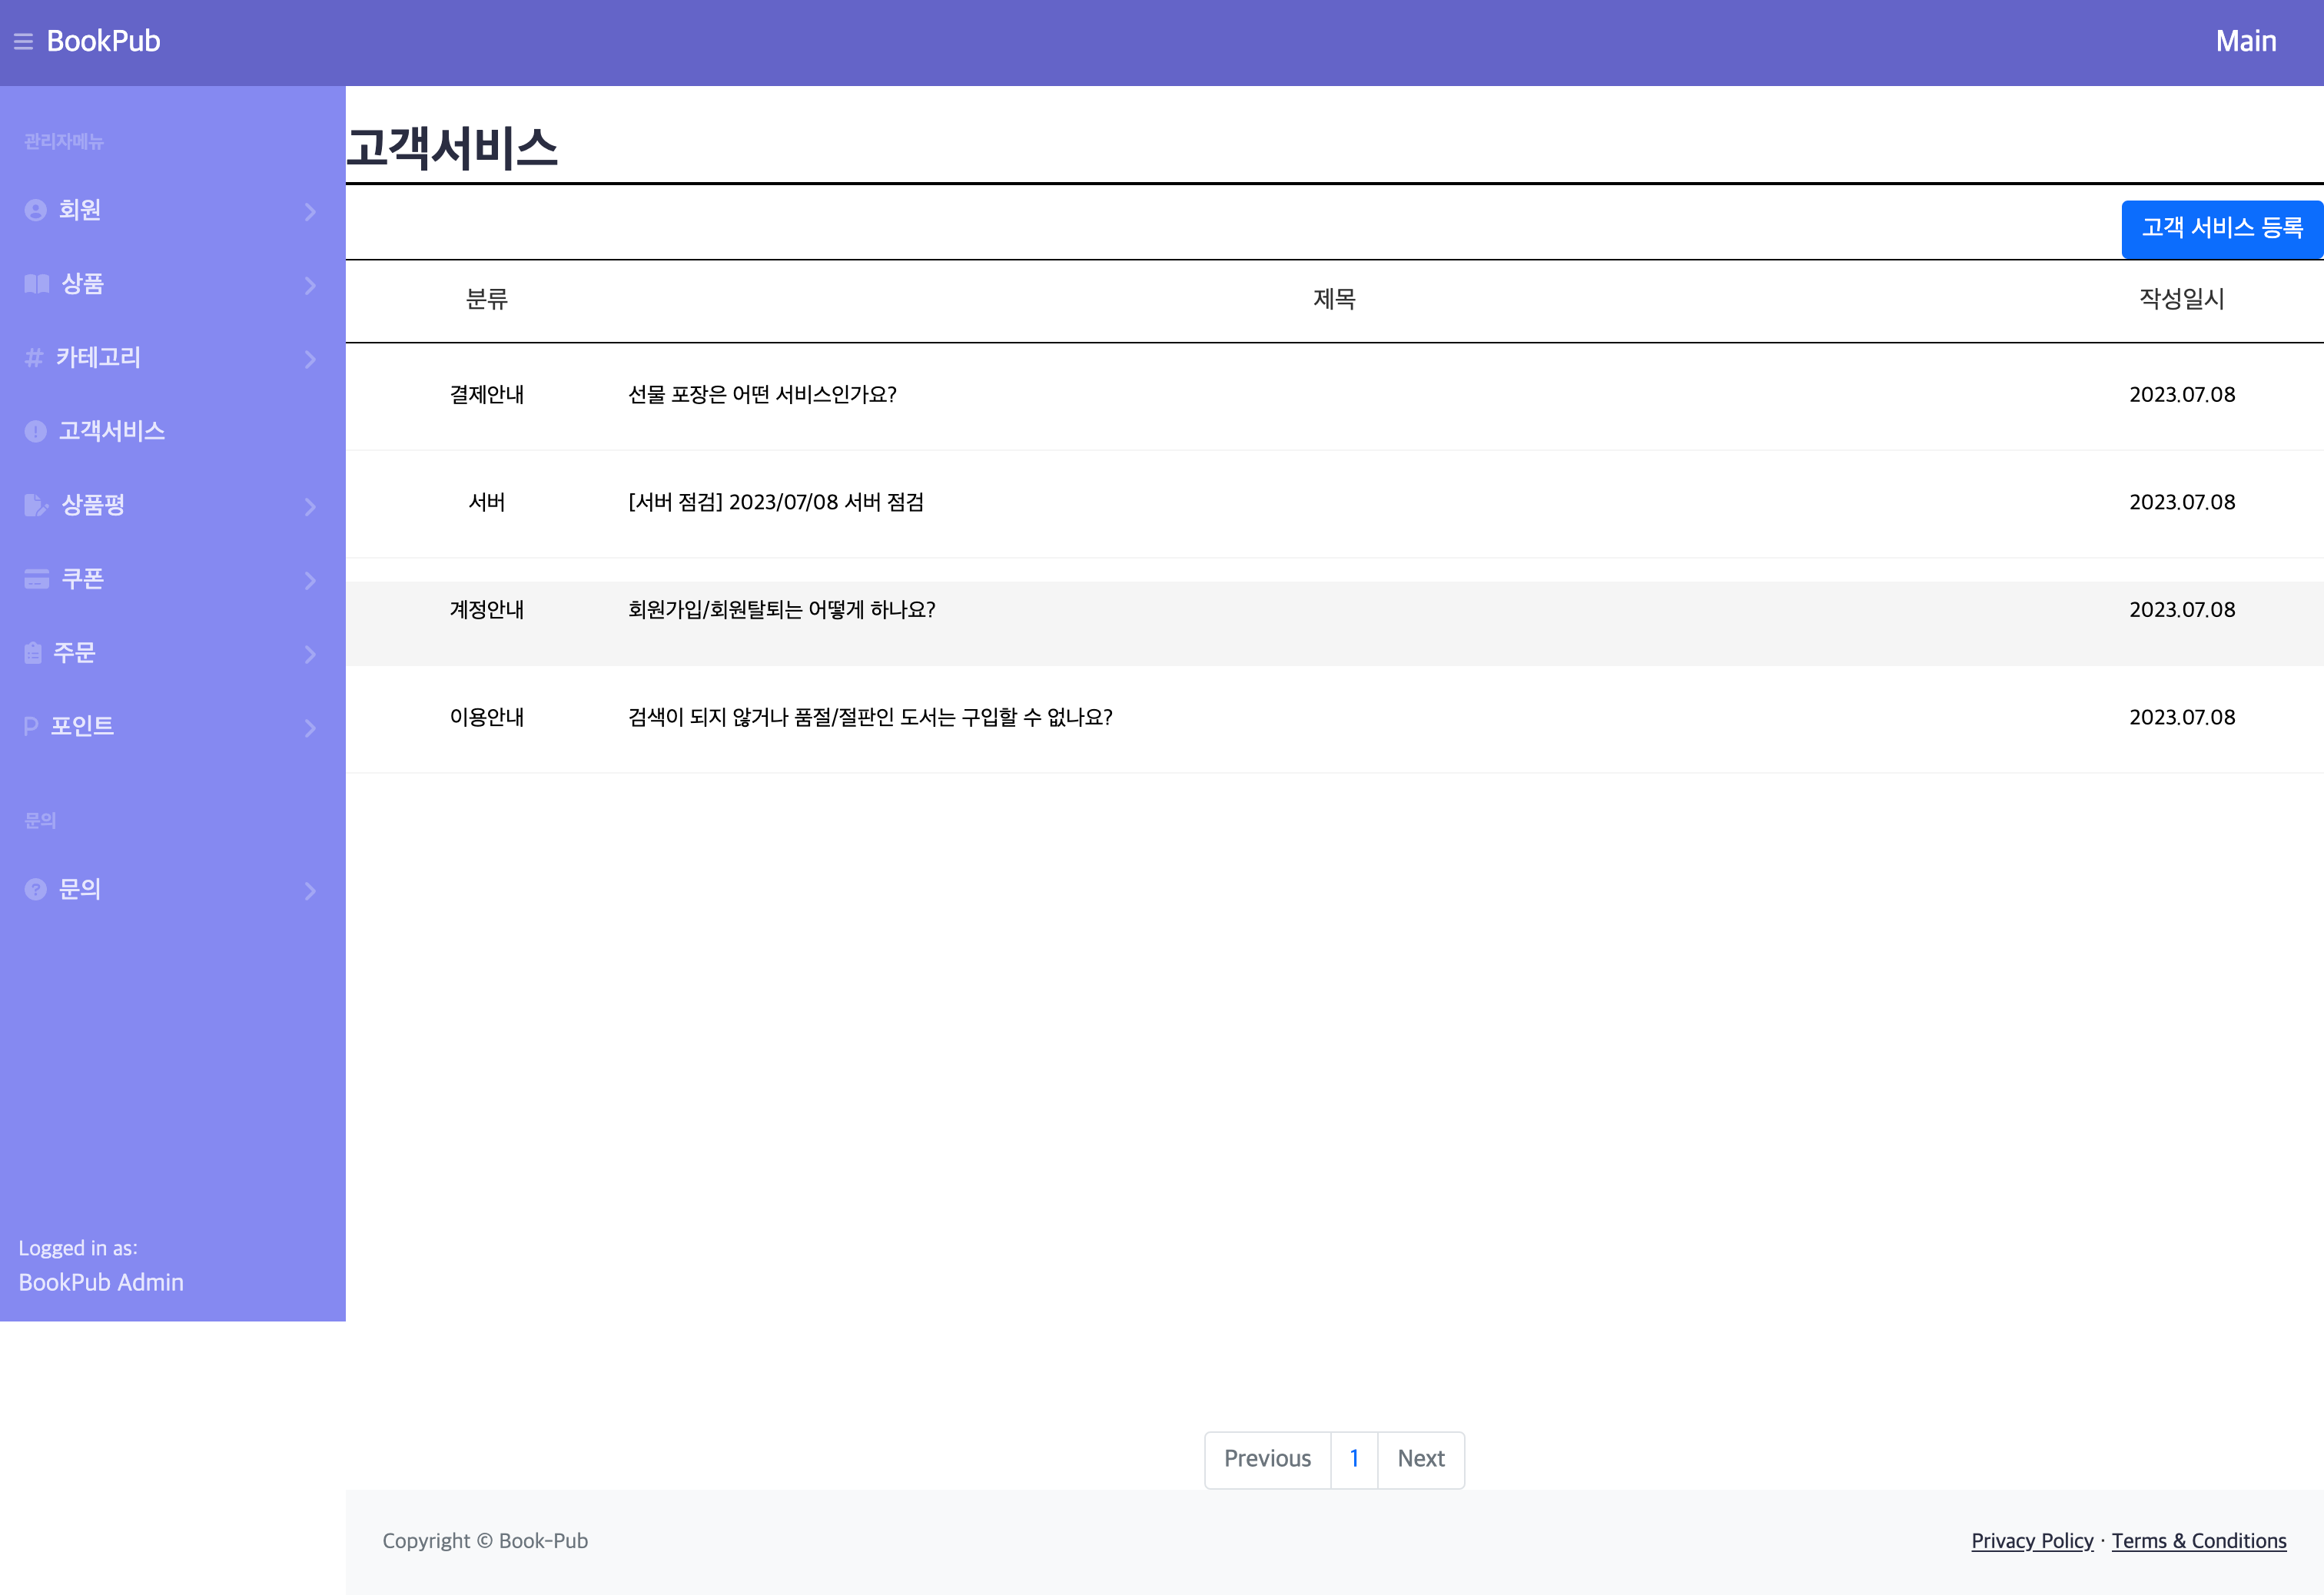 BookPub
Main
관리자메뉴
회원
상품
카테고리
고객서비스
상품평
쿠폰
주문
P 포인트
문의
문의
Logged in as:
BookPub Admin
고객서비스
고객 서비스 등록
분류 제목 작성일시
결제안내 선물 포장은 어떤 서비스인가요? 2023.07.08
서버 [서버 점검] 2023/07/08 서버 점검 2023.07.08
계정안내 회원가입/회원탈퇴는 어떻게 하나요? 2023.07.08
이용안내 검색이 되지 않거나 품절/절판인 도서는 구입할 수 없나요? 2023.07.08
Previous 1 Next
Copyright © Book-Pub
Privacy Policy · Terms & Conditions